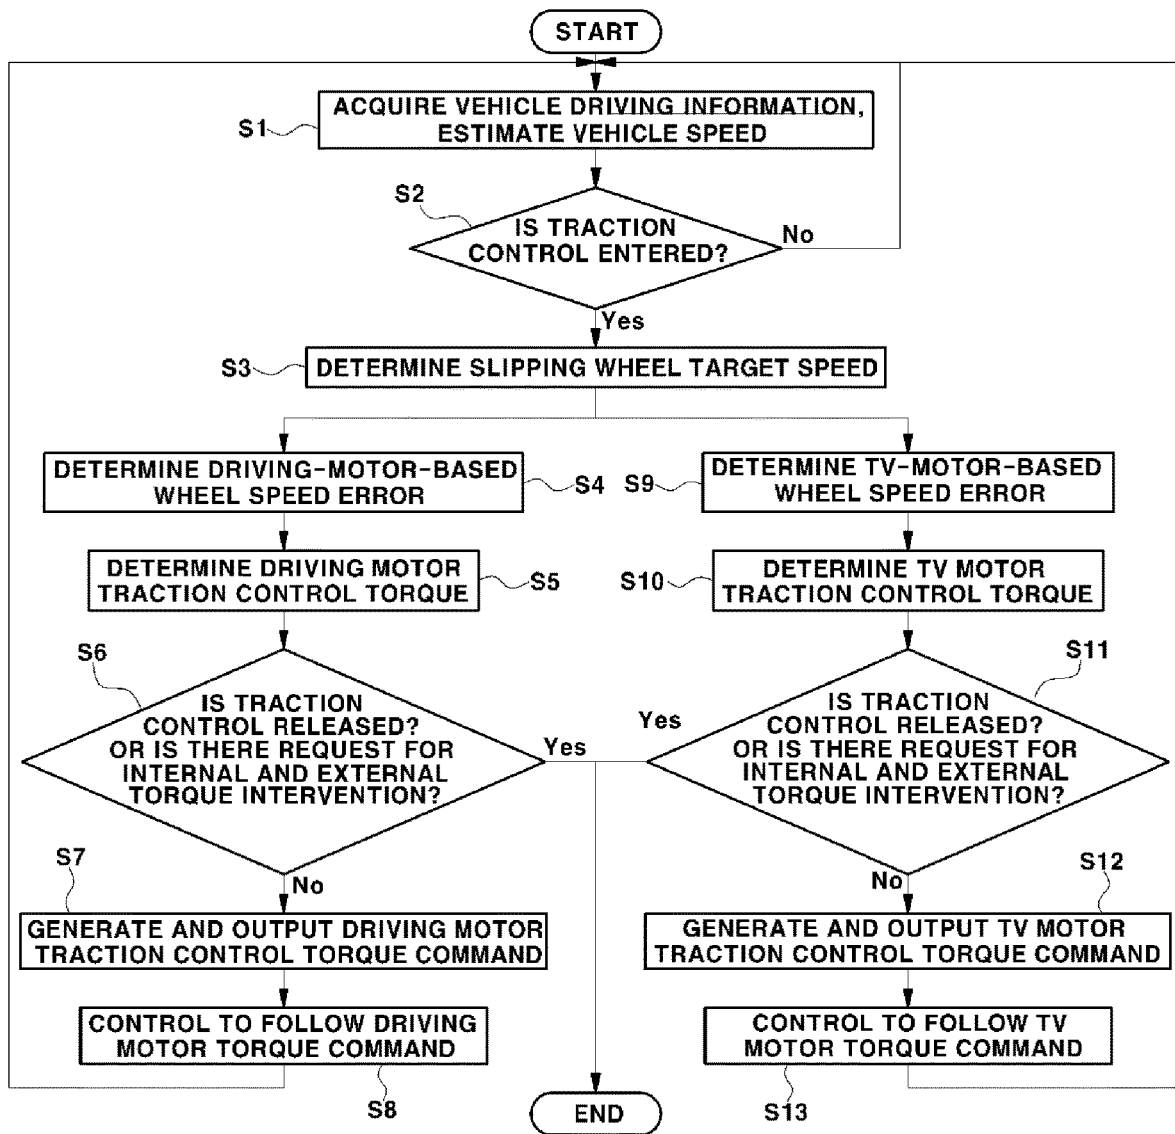 START
ACQUIRE VEHICLE DRIVING INFORMATION,
ESTIMATE VEHICLE SPEED
S1
S2
IS TRACTION
CONTROL ENTERED?
No
Yes
S3
DETERMINE SLIPPING WHEEL TARGET SPEED
DETERMINE DRIVING-MOTOR-BASED
WHEEL SPEED ERROR
S4
S9
DETERMINE TV-MOTOR-BASED
WHEEL SPEED ERROR
DETERMINE DRIVING MOTOR
TRACTION CONTROL TORQUE
S5
S10
DETERMINE TV MOTOR
TRACTION CONTROL TORQUE
S6
IS TRACTION
CONTROL RELEASED?
OR IS THERE REQUEST FOR
INTERNAL AND EXTERNAL
TORQUE INTERVENTION?
Yes
No
S11
IS TRACTION
CONTROL RELEASED?
OR IS THERE REQUEST FOR
INTERNAL AND EXTERNAL
TORQUE INTERVENTION?
Yes
No
S7
GENERATE AND OUTPUT DRIVING MOTOR
TRACTION CONTROL TORQUE COMMAND
S12
GENERATE AND OUTPUT TV MOTOR
TRACTION CONTROL TORQUE COMMAND
CONTROL TO FOLLOW DRIVING
MOTOR TORQUE COMMAND
S8
CONTROL TO FOLLOW TV
MOTOR TORQUE COMMAND
S13
END